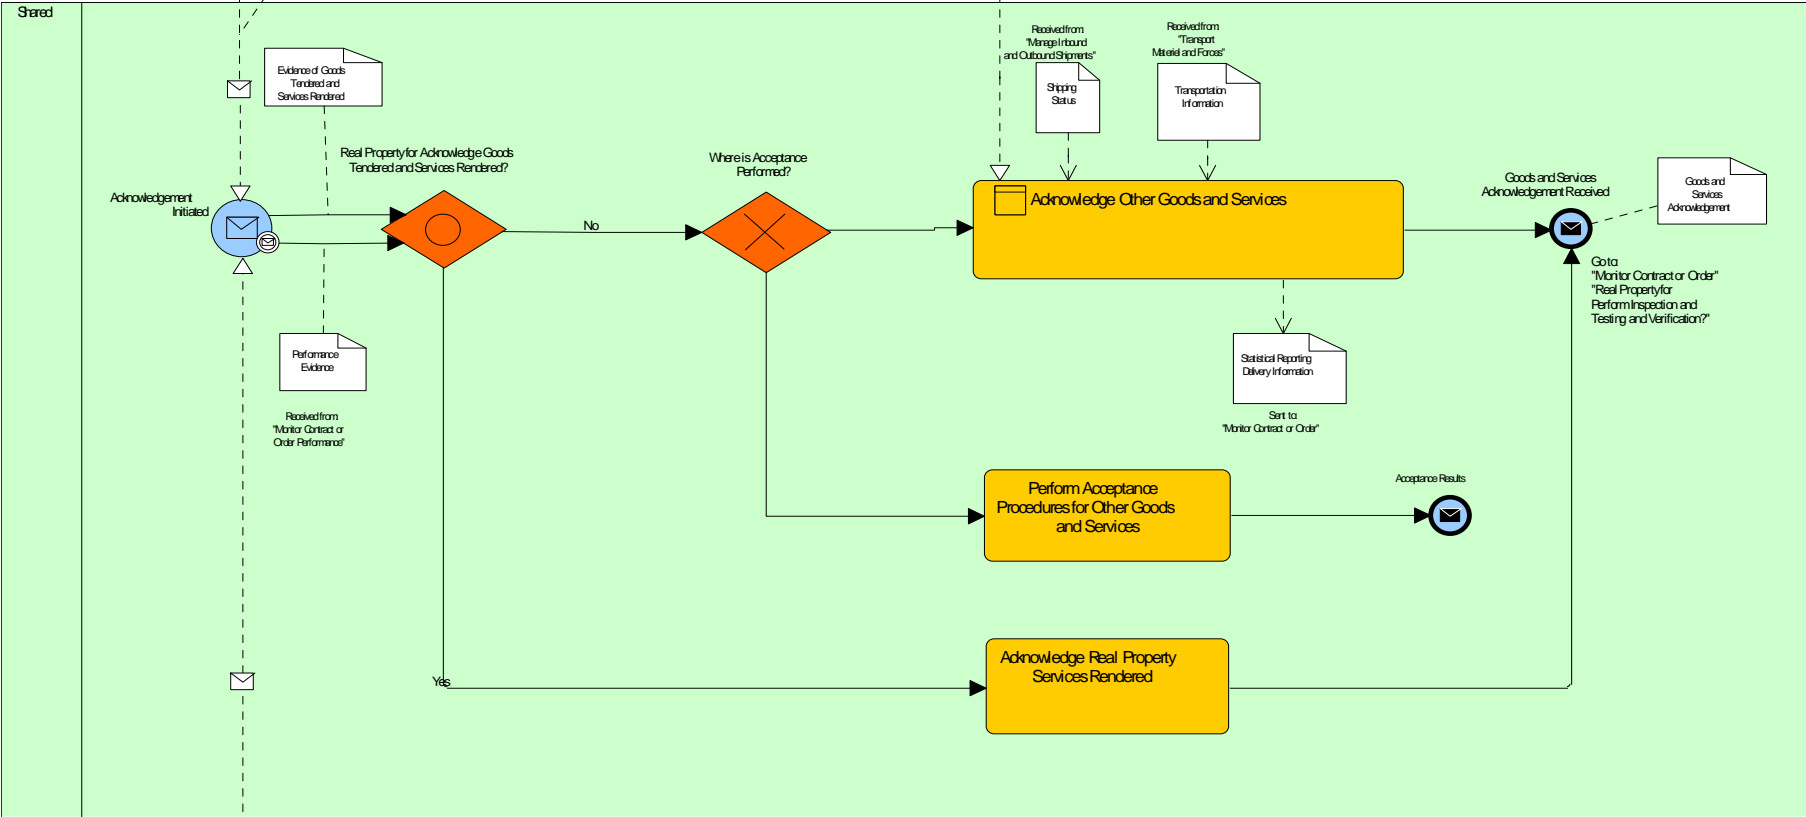 Shared
Received from:
"Manage Inbound
and Outbound Shipments"
Received from:
"Transport
Materiel and Forces"
Evidence of Goods
Tendered and
Services Rendered
Shipping
Status
Transportation
Information
Real Property for Acknowledge Goods
Tendered and Services Rendered?
Where is Acceptance
Performed?
Acknowledgement
Initiated
No
Acknowledge Other Goods and Services
Goods and Services
Acknowledgement Received
Goods and
Services
Acknowledgement
Go to:
"Monitor Contract or Order"
"Real Property for
Perform Inspection and
Testing and Verification?"
Performance
Evidence
Received from:
"Monitor Contract or
Order Performance"
Statistical Reporting
Delivery Information
Sent to:
"Monitor Contract or Order"
Perform Acceptance
Procedures for Other Goods
and Services
Acceptance Results
Yes
Acknowledge Real Property
Services Rendered